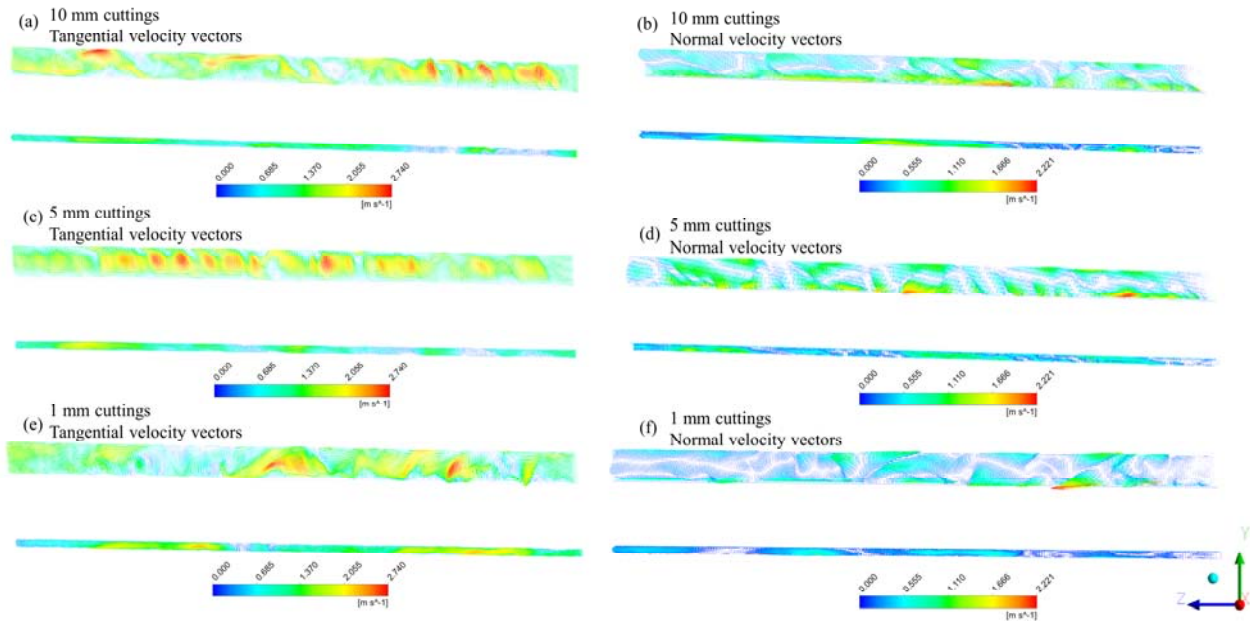 (a) 10 mm cuttings
Tangential velocity vectors
(b) 10 mm cuttings
Normal velocity vectors
0.000 0.685 1.370 2.055 2.740
[m s^-1]
0.000 0.555 1.110 1.666 2.221
[m s^-1]
(c) 5 mm cuttings
Tangential velocity vectors
(d) 5 mm cuttings
Normal velocity vectors
0.000 0.686 1.370 2.056 2.740
[m s^-1]
0.000 0.555 1.110 1.666 2.221
[m s^-1]
(e) 1 mm cuttings
Tangential velocity vectors
(f) 1 mm cuttings
Normal velocity vectors
0.000 0.685 1.370 2.055 2.740
[m s^-1]
0.000 0.555 1.110 1.666 2.221
[m s^-1]
Y
Z X